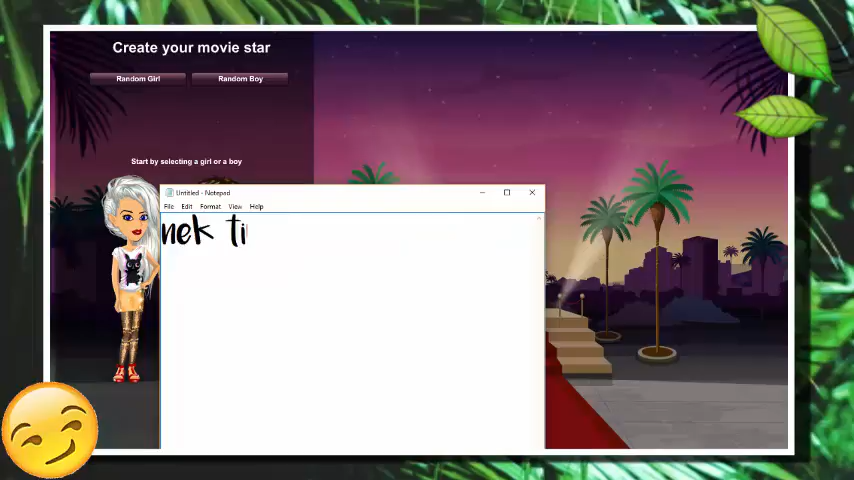 Create your movie star
Random Girl Random Boy
Start by selecting a girl or a boy
Untitled - Notepad
File Edit Format View Help
nek ti